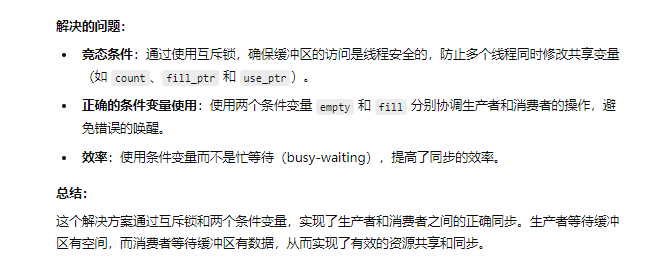 解决的问题：
• 竞态条件：通过使用互斥锁，确保缓冲区的访问是线程安全的，防止多个线程同时修改共享变量
（如 count、fill_ptr 和 use_ptr）。
• 正确的条件变量使用：使用两个条件变量 empty 和 fill 分别协调生产者和消费者的操作，避
免错误的唤醒。
• 效率：使用条件变量而不是忙等待（busy-waiting），提高了同步的效率。
总结：
这个解决方案通过互斥锁和两个条件变量，实现了生产者和消费者之间的正确同步。生产者等待缓冲
区有空间，而消费者等待缓冲区有数据，从而实现了有效的资源共享和同步。